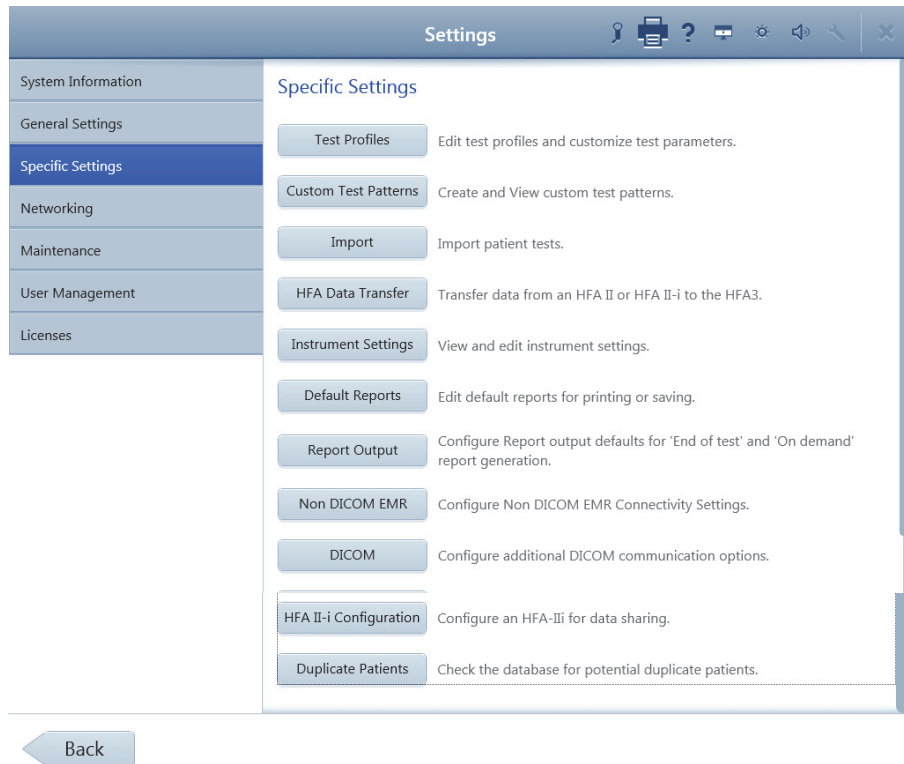 Settings
?
System Information
General Settings
Specific Settings
Networking
Maintenance
User Management
Licenses
Specific Settings
Test Profiles Edit test profiles and customize test parameters.
Custom Test Patterns Create and View custom test patterns.
Import Import patient tests.
HFA Data Transfer Transfer data from an HFA II or HFA II-i to the HFA3.
Instrument Settings View and edit instrument settings.
Default Reports Edit default reports for printing or saving.
Report Output Configure Report output defaults for 'End of test' and 'On demand'
report generation.
Non DICOM EMR Configure Non DICOM EMR Connectivity Settings.
DICOM Configure additional DICOM communication options.
HFA II-i Configuration Configure an HFA-IIi for data sharing.
Duplicate Patients Check the database for potential duplicate patients.
Back